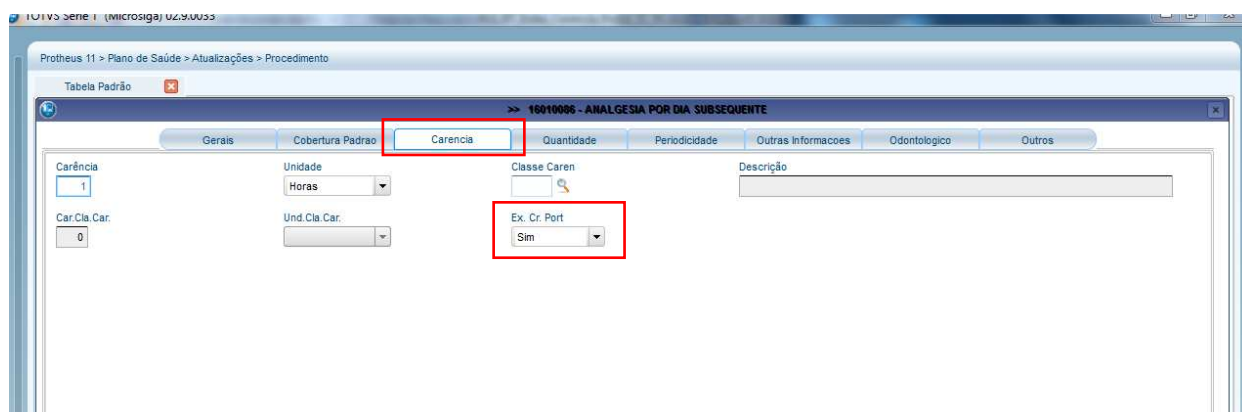 TOTVS Série T (Microsiga) 02.9.0033
Protheus 11 > Plano de Saúde > Atualizações > Procedimento
Tabela Padrão
>> 16010086 - ANALGESIA POR DIA SUBSEQUENTE
Gerais Cobertura Padrao Carencia Quantidade Periodicidade Outras Informacoes Odontologico Outros
Carência Unidade Classe Caren Descrição
1 Horas
Car.Cla.Car. Und.Cla.Car. Ex. Cr. Port
0 Sim